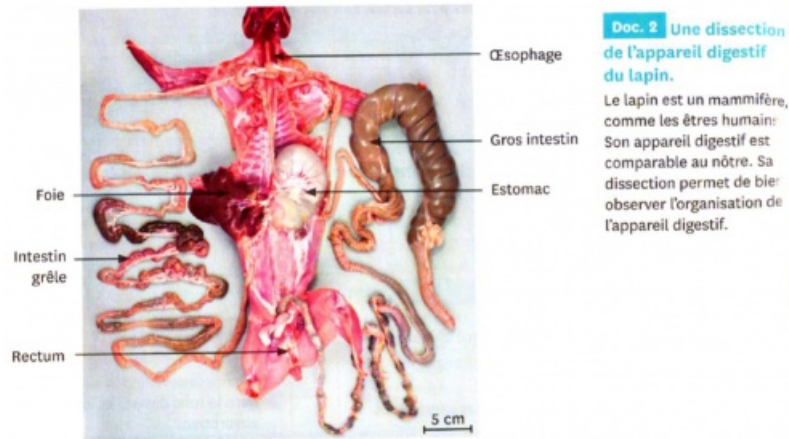 Œsophage
Gros intestin
Estomac
Foie
Intestin
grêle
Rectum
5 cm
Doc. 2 Une dissection
de l'appareil digestif
du lapin.
Le lapin est un mammifère,
comme les êtres humain
Son appareil digestif est
comparable au nôtre. Sa
dissection permet de bie
observer l'organisation de
l'appareil digestif.